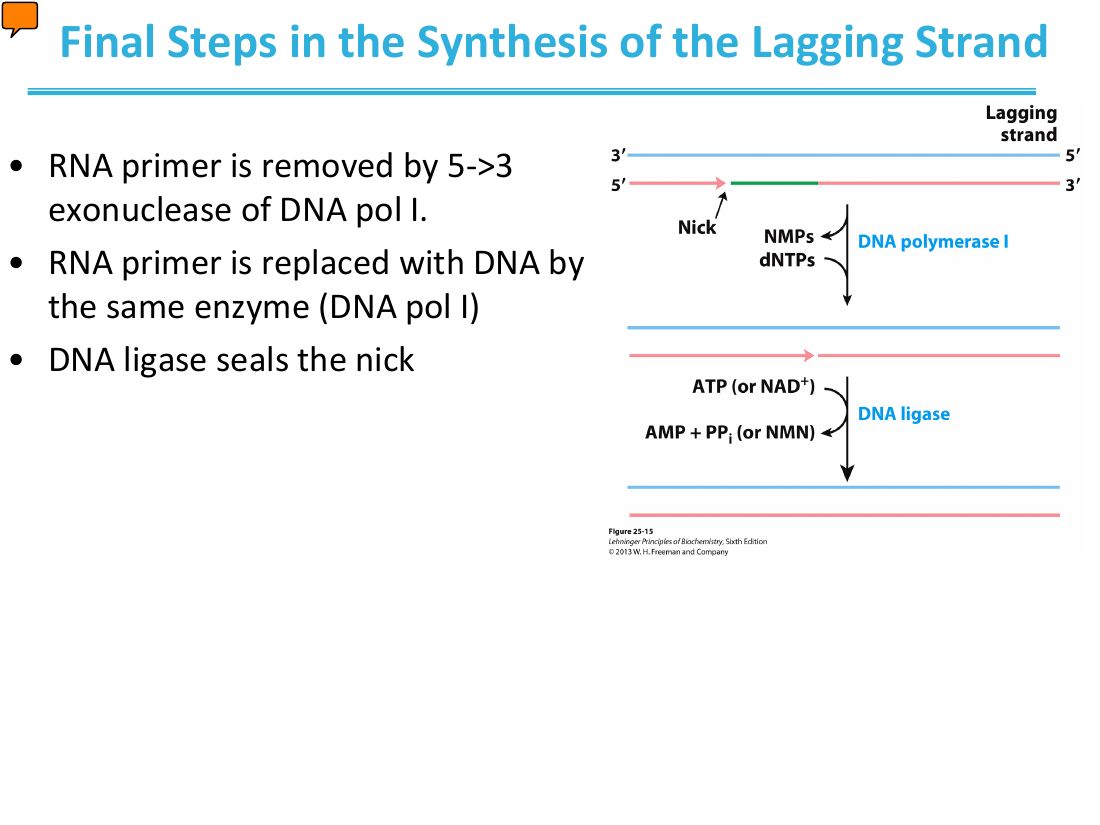 Final Steps in the Synthesis of the Lagging Strand
• RNA primer is removed by 5->3
exonuclease of DNA pol I.
• RNA primer is replaced with DNA by
the same enzyme (DNA pol I)
• DNA ligase seals the nick
Lagging
strand
3′ 5′
5′ 3′
Nick
NMPs
dNTPs
DNA polymerase I
ATP (or NAD⁺)
DNA ligase
AMP + PPᵢ (or NMN)
Figure 25-15
Lehninger Principles of Biochemistry, Sixth Edition
© 2013 W. H. Freeman and Company